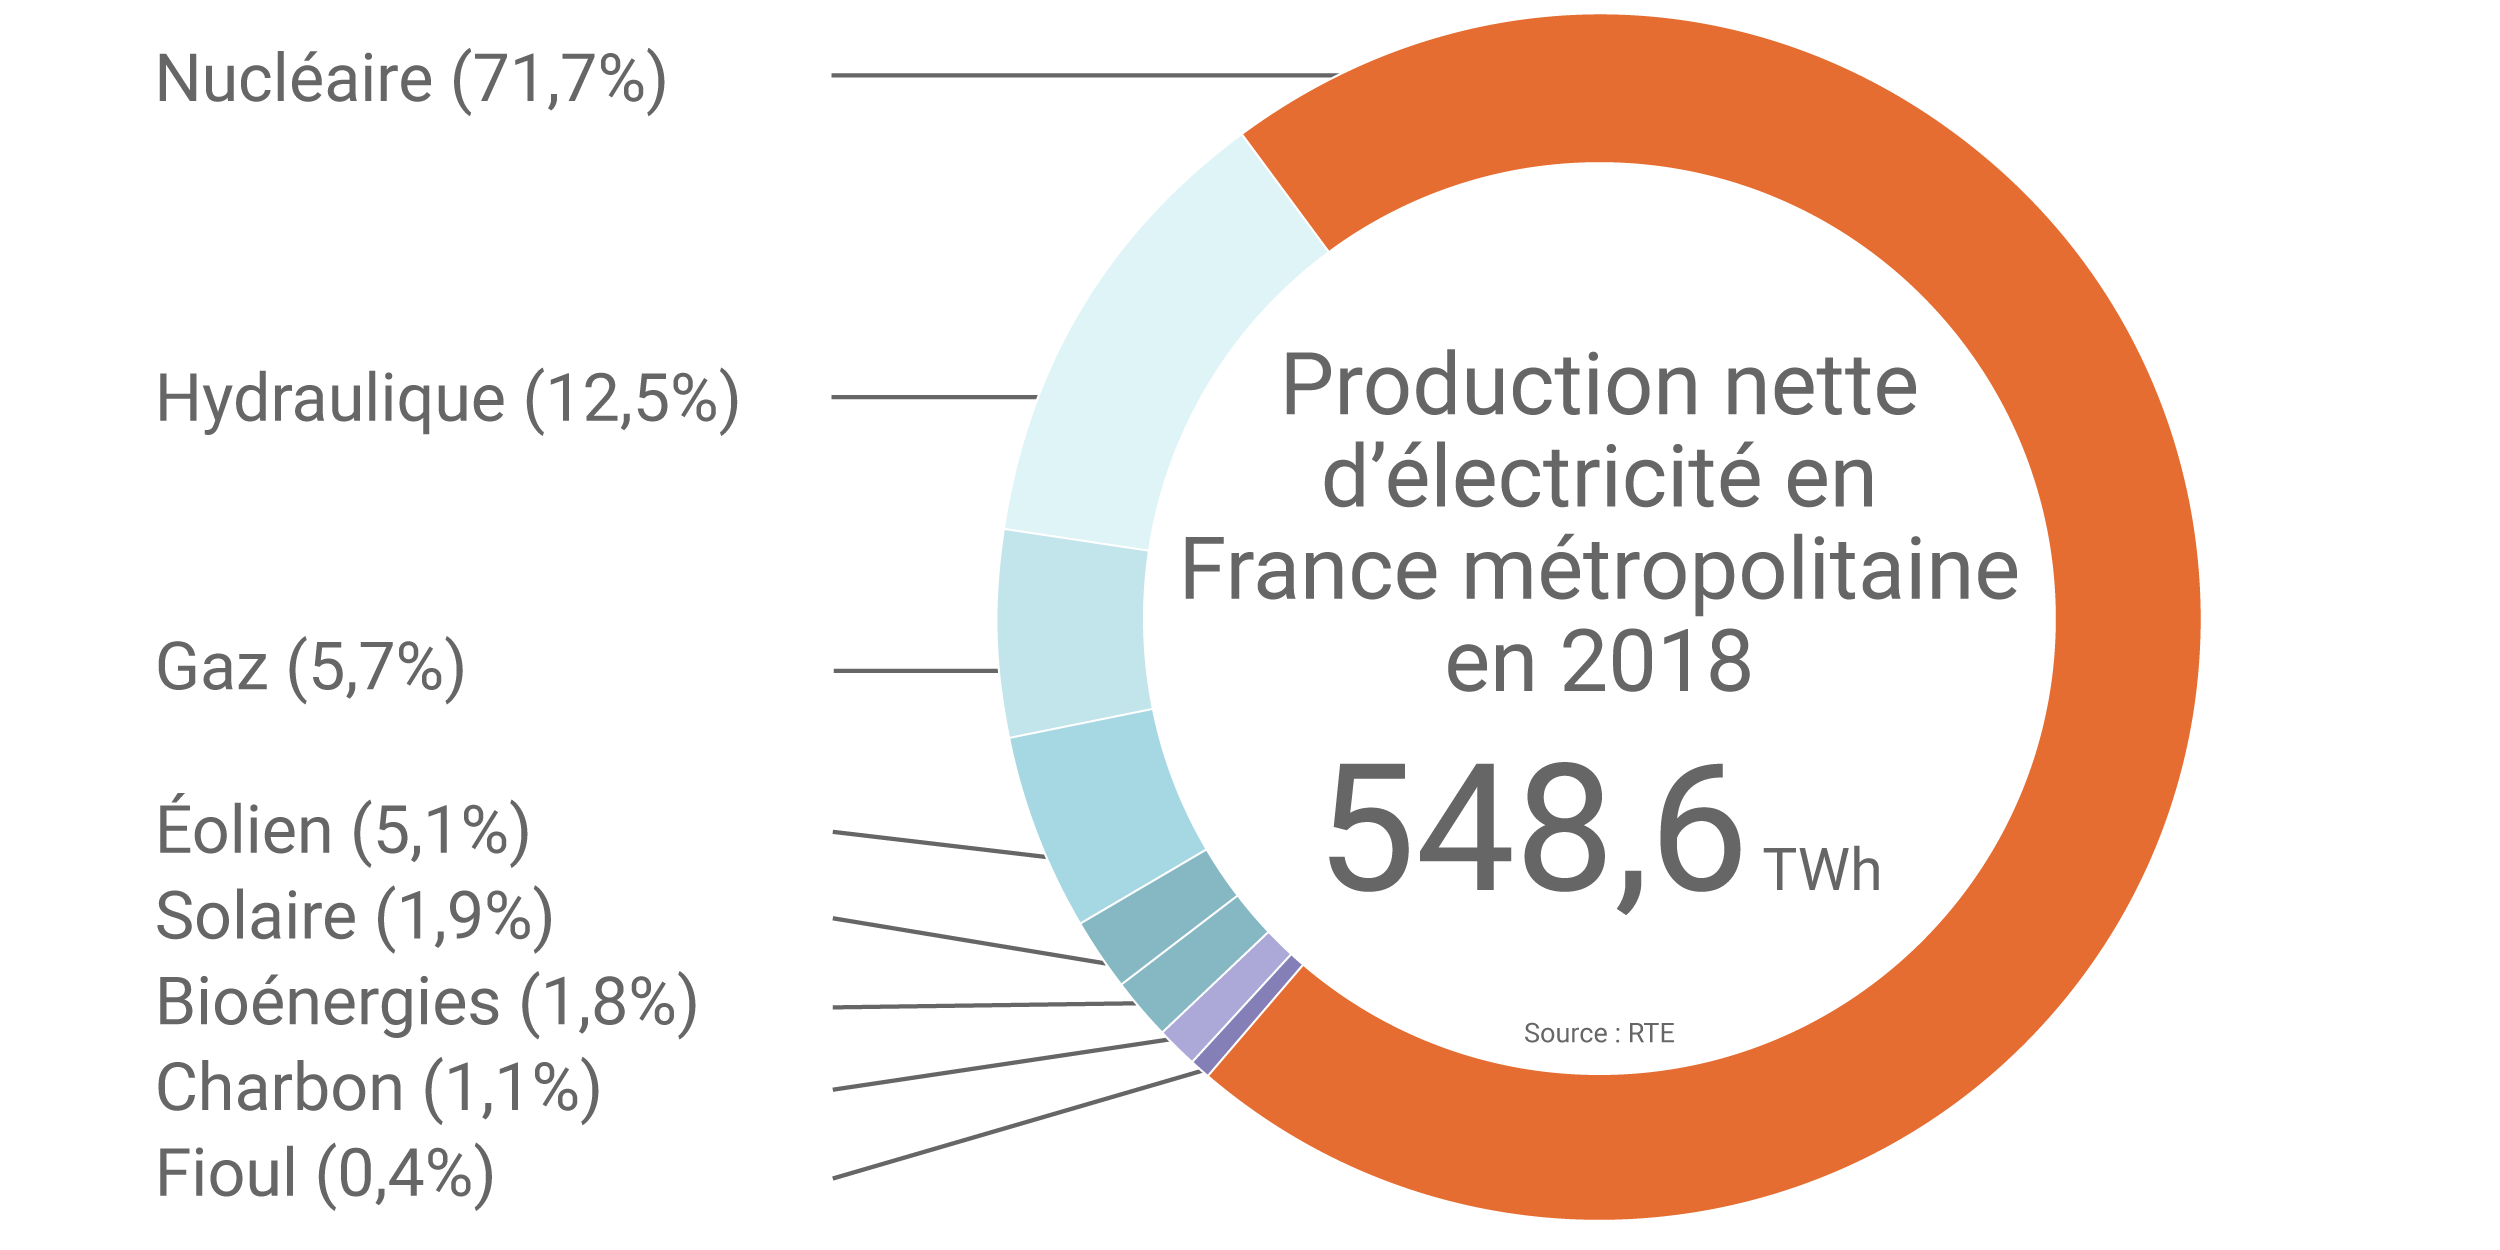 Nucléaire (71,7%)
Hydraulique (12,5%)
Gaz (5,7%)
Éolien (5,1%)
Solaire (1,9%)
Bioénergies (1,8%)
Charbon (1,1%)
Fioul (0,4%)
Production nette
d’électricité en
France métropolitaine
en 2018
548,6 TWh
Source : RTE